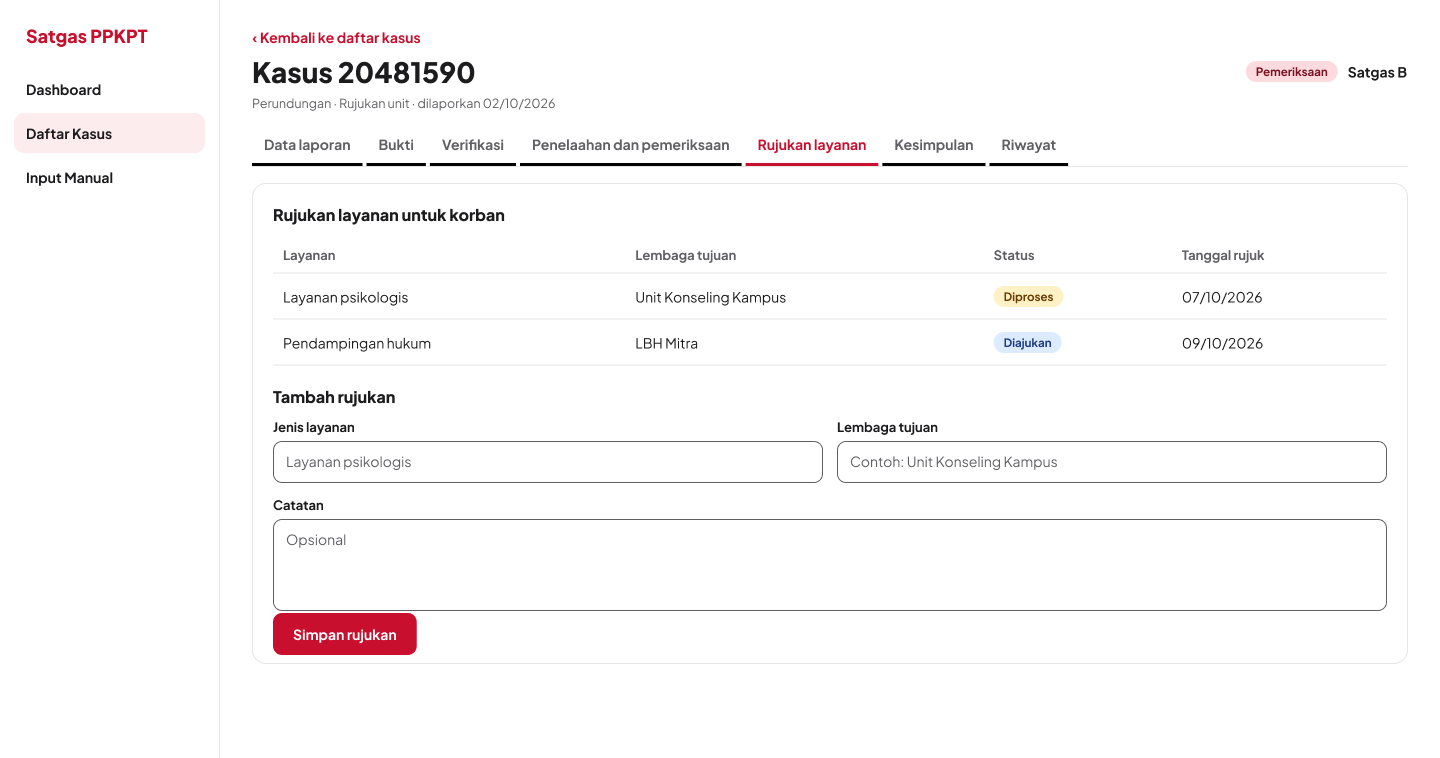 Satgas PPKPT
Dashboard
Daftar Kasus
Input Manual
‹ Kembali ke daftar kasus
Kasus 20481590
Pemeriksaan Satgas B
Perundungan · Rujukan unit · dilaporkan 02/10/2026
Data laporan Bukti Verifikasi Penelaahan dan pemeriksaan Rujukan layanan Kesimpulan Riwayat
Rujukan layanan untuk korban
Layanan Lembaga tujuan Status Tanggal rujuk
Layanan psikologis Unit Konseling Kampus Diproses 07/10/2026
Pendampingan hukum LBH Mitra Diajukan 09/10/2026
Tambah rujukan
Jenis layanan Lembaga tujuan
Layanan psikologis Contoh: Unit Konseling Kampus
Catatan
Opsional
Simpan rujukan